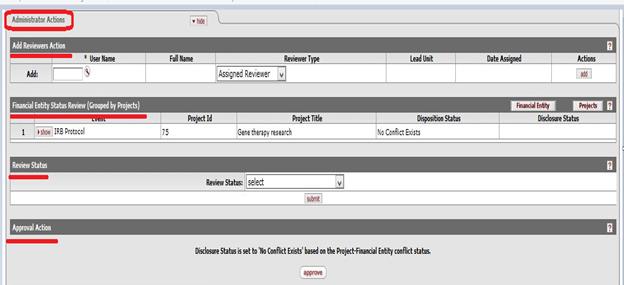 Administrator Actions
▾ hide
Add Reviewers Action ?
* User Name Full Name Reviewer Type Lead Unit Date Assigned Actions
Add: Assigned Reviewer add
Financial Entity Status Review (Grouped by Projects) Financial Entity Projects ?
Event Project Id Project Title Disposition Status Disclosure Status
1 ▸ show IRB Protocol 75 Gene therapy research No Conflict Exists
Review Status ?
Review Status: select
submit
Approval Action ?
Disclosure Status is set to 'No Conflict Exists' based on the Project-Financial Entity conflict status.
approve